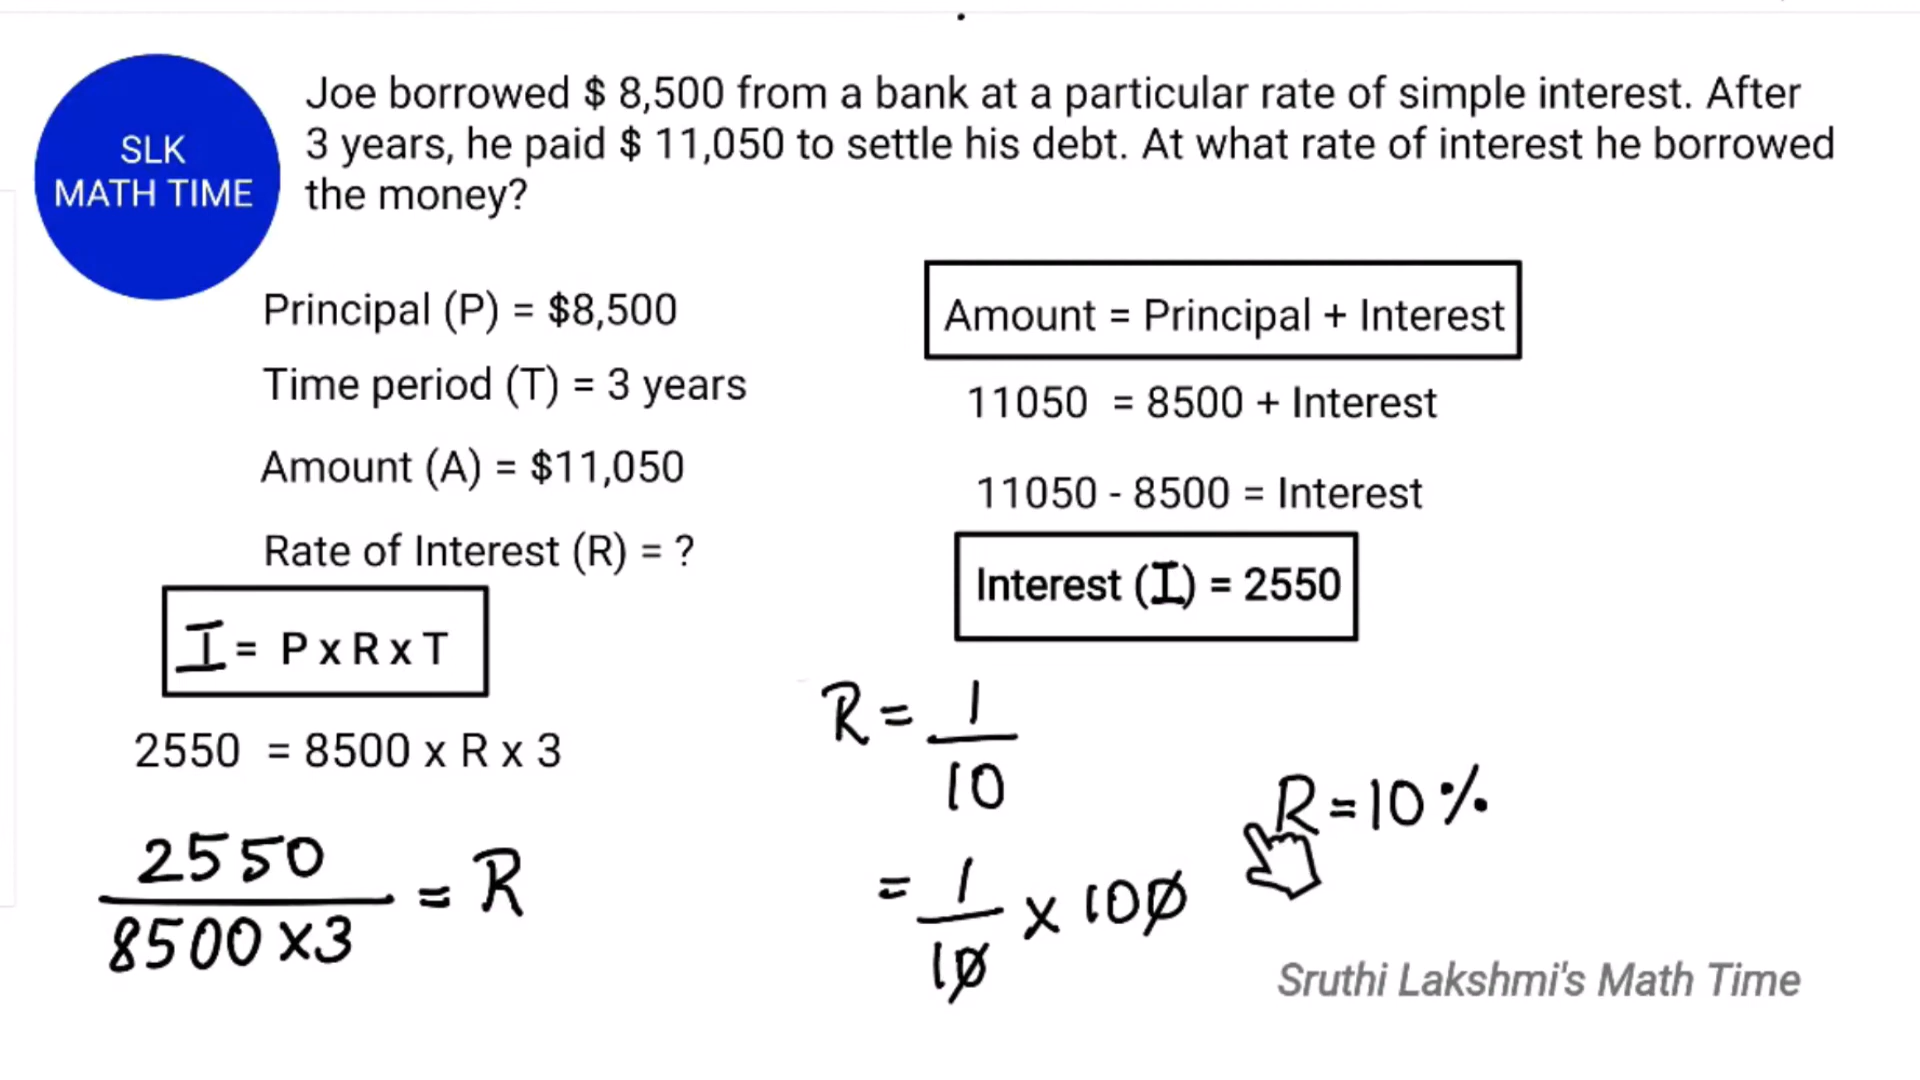 SLK
MATH TIME
Joe borrowed $ 8,500 from a bank at a particular rate of simple interest. After
3 years, he paid $ 11,050 to settle his debt. At what rate of interest he borrowed
the money?
Principal (P) = $8,500
Time period (T) = 3 years
Amount (A) = $11,050
Rate of Interest (R) = ?
I = P x R x T
2550 = 8500 x R x 3
2550
8500 x3 = R
Amount = Principal + Interest
11050 = 8500 + Interest
11050 - 8500 = Interest
Interest (I) = 2550
R = 1
10
= 1
10 x 100
R = 10 %
Sruthi Lakshmi's Math Time